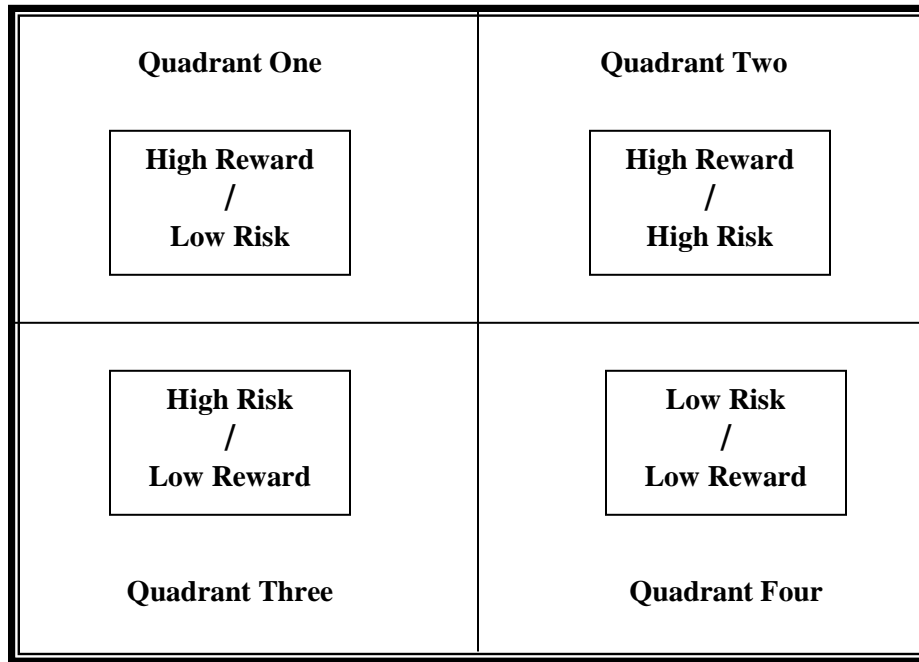 Quadrant One
High Reward
/
Low Risk
Quadrant Two
High Reward
/
High Risk
High Risk
/
Low Reward
Quadrant Three
Low Risk
/
Low Reward
Quadrant Four